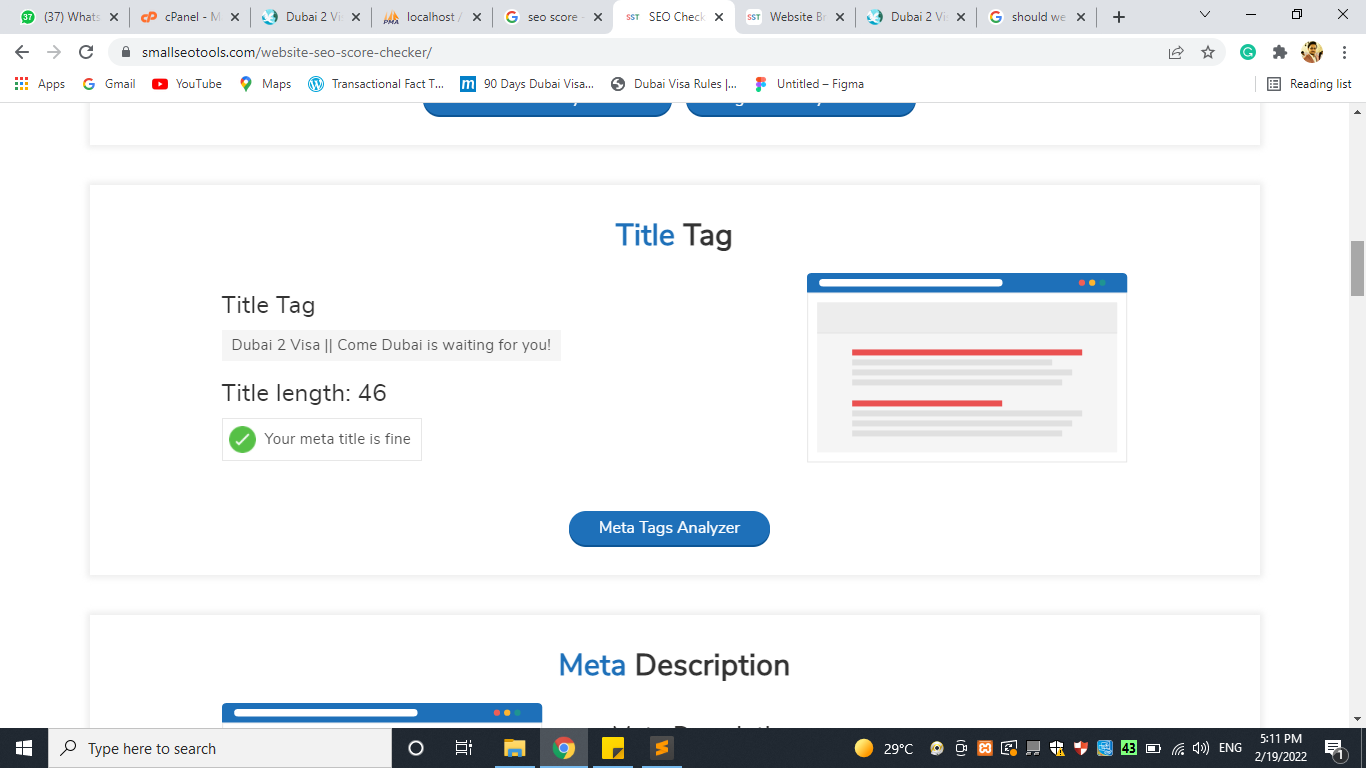 (37) Whats
cPanel - M
Dubai 2 Vis
localhost /
seo score -
SEO Check
Website Br
Dubai 2 Vis
should we
smallseotools.com/website-seo-score-checker/
Apps
Gmail
YouTube
Maps
Transactional Fact T...
90 Days Dubai Visa...
Dubai Visa Rules |,...
Untitled – Figma
Reading list
Title Tag
Title Tag
Dubai 2 Visa || Come Dubai is waiting for you!
Title length: 46
Your meta title is fine
Meta Tags Analyzer
Meta Description
Type here to search
29°C
43
ENG
5:11 PM
2/19/2022
1